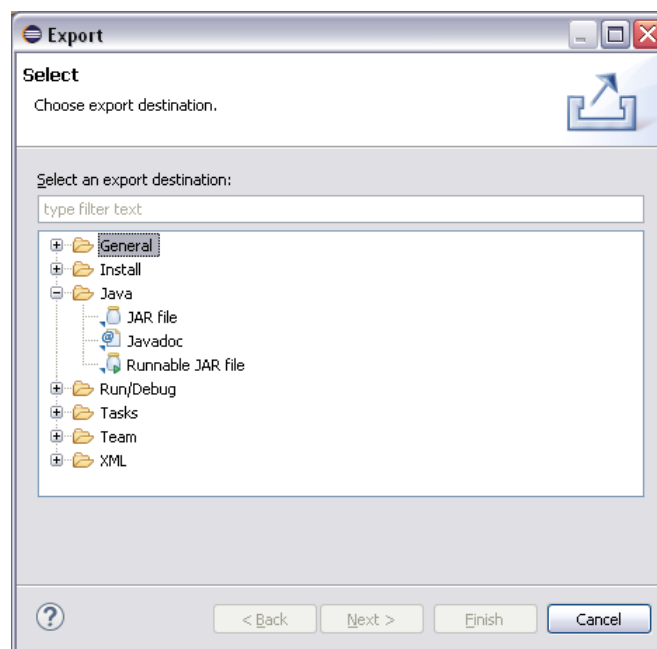 Export
Select
Choose export destination.
Select an export destination:
type filter text
General
Install
Java
JAR file
Javadoc
Runnable JAR file
Run/Debug
Tasks
Team
XML
? < Back Next > Finish Cancel